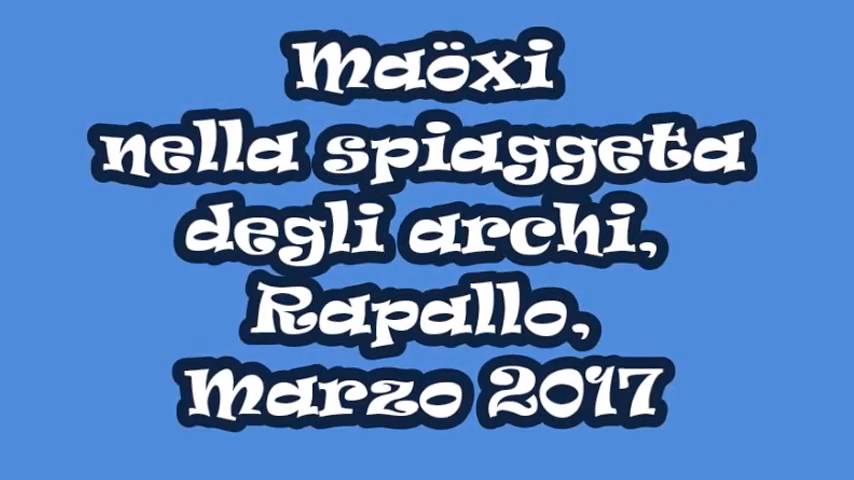 Maöxi
nella spiaggeta
degli archi,
Rapallo,
Marzo 2017